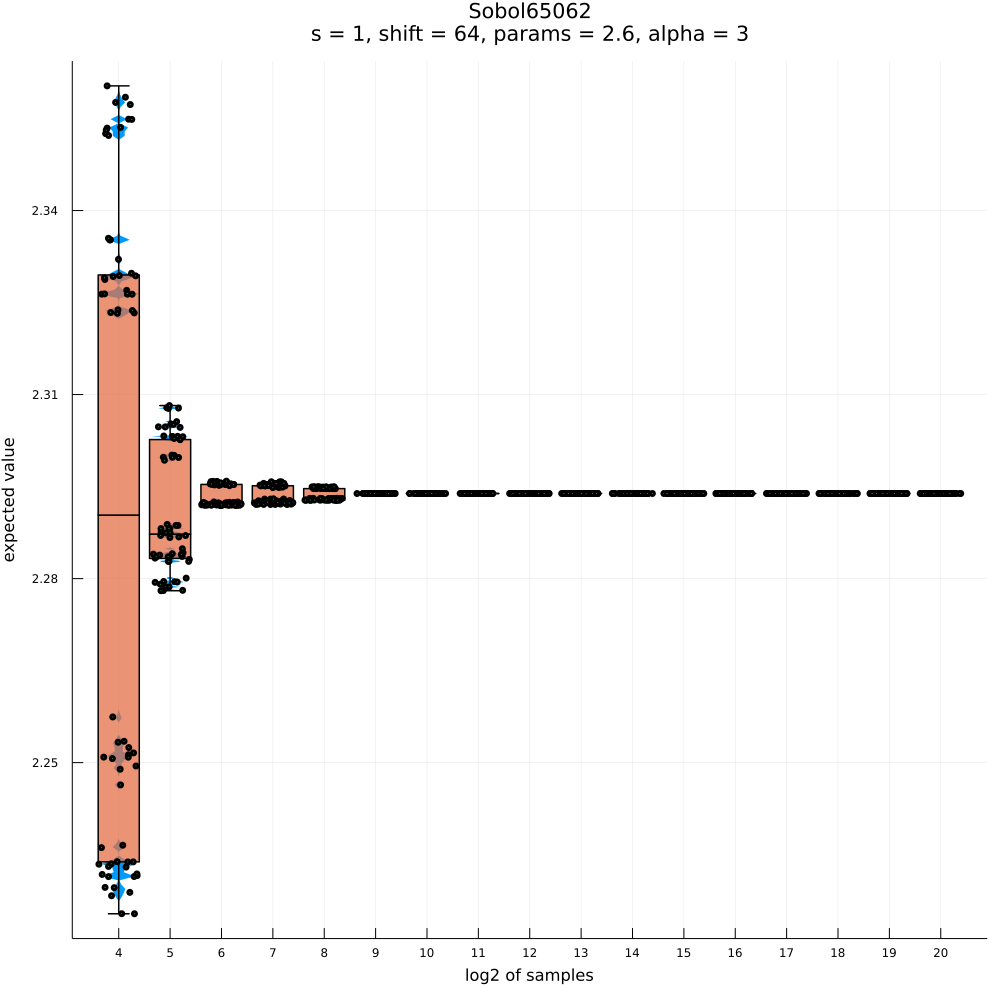 Sobol65062
s = 1, shift = 64, params = 2.6, alpha = 3
expected value
2.34
2.31
2.28
2.25
4 5 6 7 8 9 10 11 12 13 14 15 16 17 18 19 20
log2 of samples